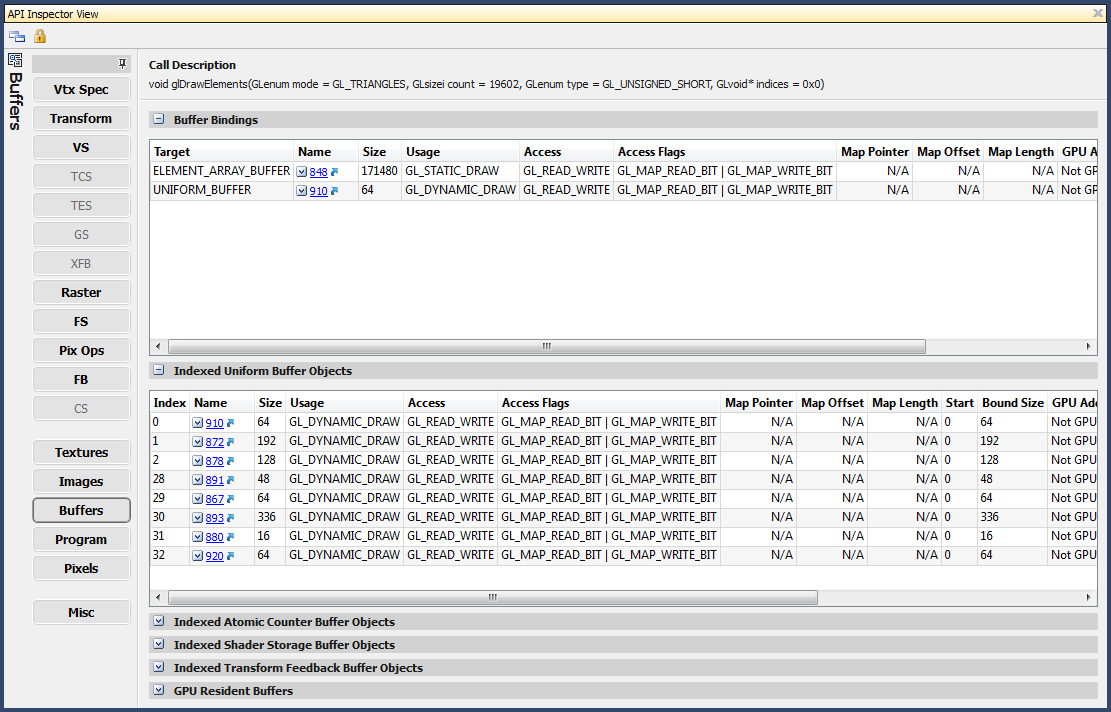 API Inspector View
Buffers
Vtx Spec
Transform
VS
TCS
TES
GS
XFB
Raster
FS
Pix Ops
FB
CS
Textures
Images
Buffers
Program
Pixels
Misc
Call Description
void glDrawElements(GLenum mode = GL_TRIANGLES, GLsizei count = 19602, GLenum type = GL_UNSIGNED_SHORT, GLvoid* indices = 0x0)
Buffer Bindings
Target Name Size Usage Access Access Flags Map Pointer Map Offset Map Length GPU A
ELEMENT_ARRAY_BUFFER 848 171480 GL_STATIC_DRAW GL_READ_WRITE GL_MAP_READ_BIT | GL_MAP_WRITE_BIT N/A N/A N/A Not GP
UNIFORM_BUFFER 910 64 GL_DYNAMIC_DRAW GL_READ_WRITE GL_MAP_READ_BIT | GL_MAP_WRITE_BIT N/A N/A N/A Not GP
Indexed Uniform Buffer Objects
Index Name Size Usage Access Access Flags Map Pointer Map Offset Map Length Start Bound Size GPU Add
0 910 64 GL_DYNAMIC_DRAW GL_READ_WRITE GL_MAP_READ_BIT | GL_MAP_WRITE_BIT N/A N/A N/A 0 64 Not GPU
1 872 192 GL_DYNAMIC_DRAW GL_READ_WRITE GL_MAP_READ_BIT | GL_MAP_WRITE_BIT N/A N/A N/A 0 192 Not GPU
2 878 128 GL_DYNAMIC_DRAW GL_READ_WRITE GL_MAP_READ_BIT | GL_MAP_WRITE_BIT N/A N/A N/A 0 128 Not GPU
28 891 48 GL_DYNAMIC_DRAW GL_READ_WRITE GL_MAP_READ_BIT | GL_MAP_WRITE_BIT N/A N/A N/A 0 48 Not GPU
29 867 64 GL_DYNAMIC_DRAW GL_READ_WRITE GL_MAP_READ_BIT | GL_MAP_WRITE_BIT N/A N/A N/A 0 64 Not GPU
30 893 336 GL_DYNAMIC_DRAW GL_READ_WRITE GL_MAP_READ_BIT | GL_MAP_WRITE_BIT N/A N/A N/A 0 336 Not GPU
31 880 16 GL_DYNAMIC_DRAW GL_READ_WRITE GL_MAP_READ_BIT | GL_MAP_WRITE_BIT N/A N/A N/A 0 16 Not GPU
32 920 64 GL_DYNAMIC_DRAW GL_READ_WRITE GL_MAP_READ_BIT | GL_MAP_WRITE_BIT N/A N/A N/A 0 64 Not GPU
Indexed Atomic Counter Buffer Objects
Indexed Shader Storage Buffer Objects
Indexed Transform Feedback Buffer Objects
GPU Resident Buffers